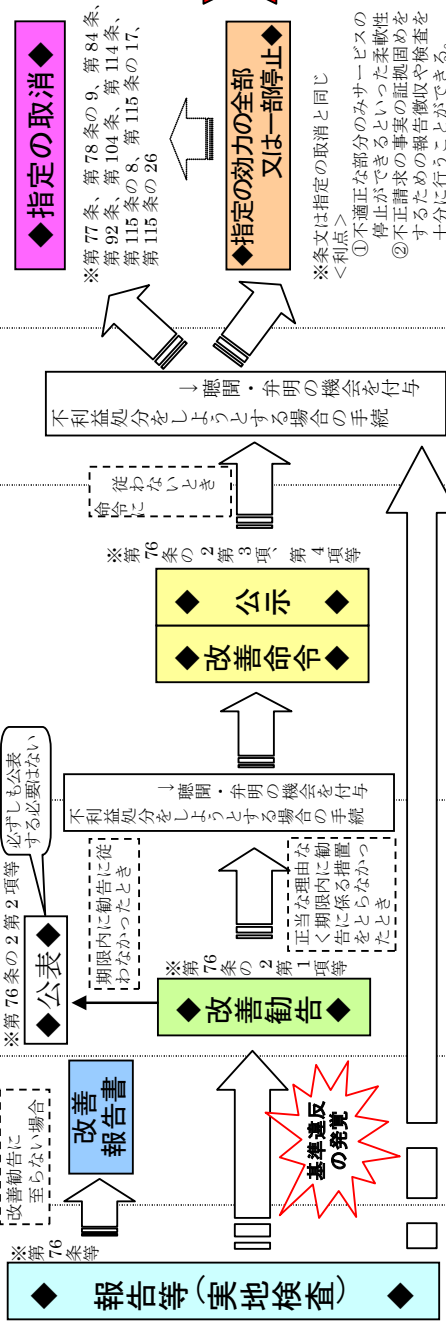 ◆報告等(実地検査)◆
※第76条等
改善勧告に
至らない場合
改善
報告書
基準違反
の発覚
◆改善勧告◆
※第76条の2第1項等
期限内に勧告に従
わなかったとき
◆公表◆
※第76条の2第2項等
必ずしも公表
する必要はない
正当な理由な
く期限内に勧
告に係る措置
をとらなかっ
たとき
不利益処分をしようとする場合の手続
→聴聞・弁明の機会を付与
◆改善命令◆
◆公示◆
※第76条の2第3項、第4項等
命令に
従わないとき
不利益処分をしようとする場合の手続
→聴聞・弁明の機会を付与
◆指定の取消◆
※第77条、第78条の9、第84条、
第92条、第104条、第114条、
第115条の8、第115条の17、
第115条の26
◆指定の効力の全部
又は一部停止◆
※条文は指定の取消と同じ
<利点>
①不適正な部分のみサービスの
停止ができるといった柔軟性
②不正請求の事実の証拠固めを
するための報告徴収や検査を
十分に行うことができる。